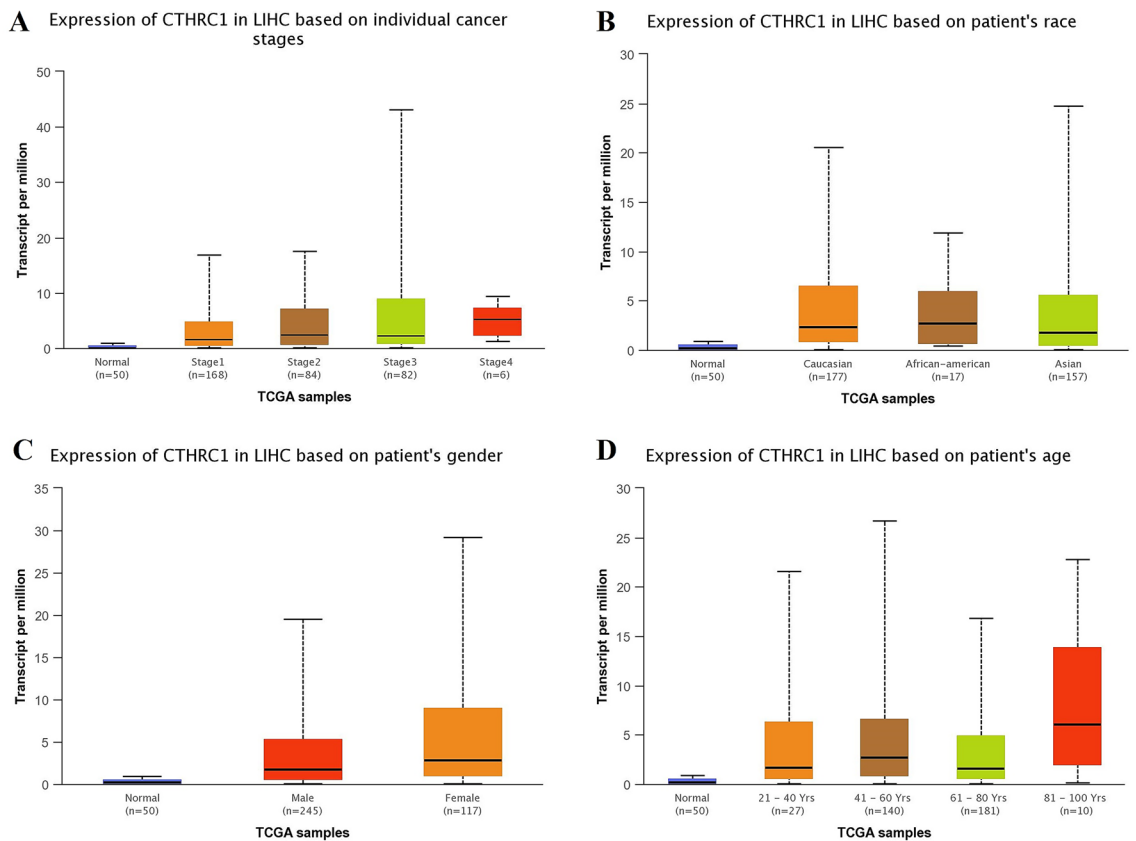 A
Expression of CTHRC1 in LIHC based on individual cancer
stages
Transcript per million
50
40
30
20
10
0
Normal
(n=50)
Stage1
(n=168)
Stage2
(n=84)
Stage3
(n=82)
Stage4
(n=6)
TCGA samples
B
Expression of CTHRC1 in LIHC based on patient's race
Transcript per million
30
25
20
15
10
5
0
Normal
(n=50)
Caucasian
(n=177)
African-american
(n=17)
Asian
(n=157)
TCGA samples
C
Expression of CTHRC1 in LIHC based on patient's gender
Transcript per million
35
30
25
20
15
10
5
0
Normal
(n=50)
Male
(n=245)
Female
(n=117)
TCGA samples
D
Expression of CTHRC1 in LIHC based on patient's age
Transcript per million
30
25
20
15
10
5
0
Normal
(n=50)
21 - 40 Yrs
(n=27)
41 - 60 Yrs
(n=140)
61 - 80 Yrs
(n=181)
81 - 100 Yrs
(n=10)
TCGA samples